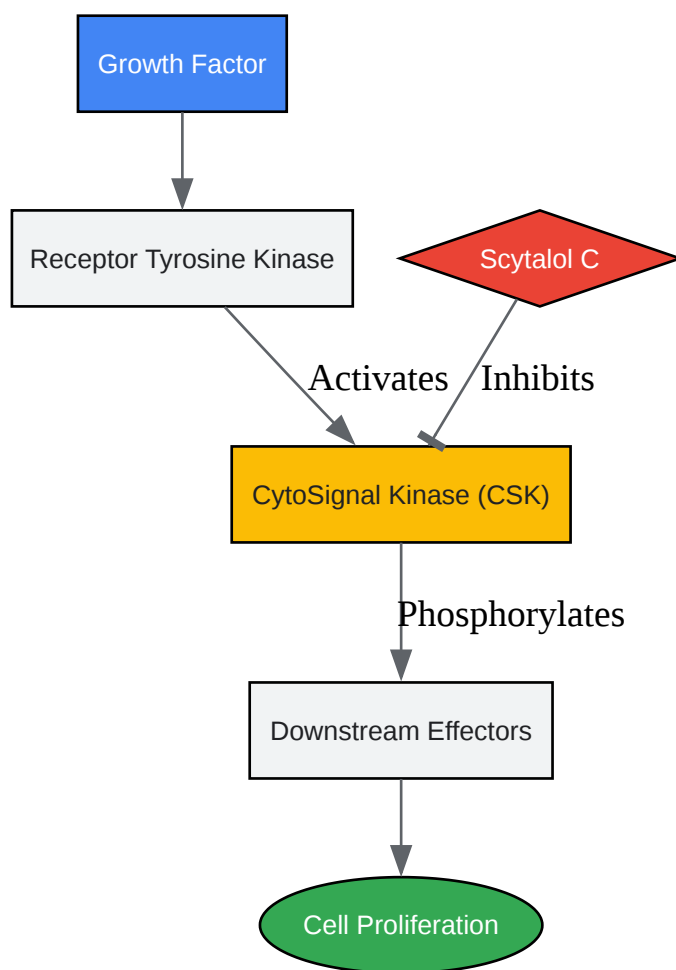 Growth Factor
Receptor Tyrosine Kinase
Scytalol C
Activates
Inhibits
CytoSignal Kinase (CSK)
Phosphorylates
Downstream Effectors
Cell Proliferation